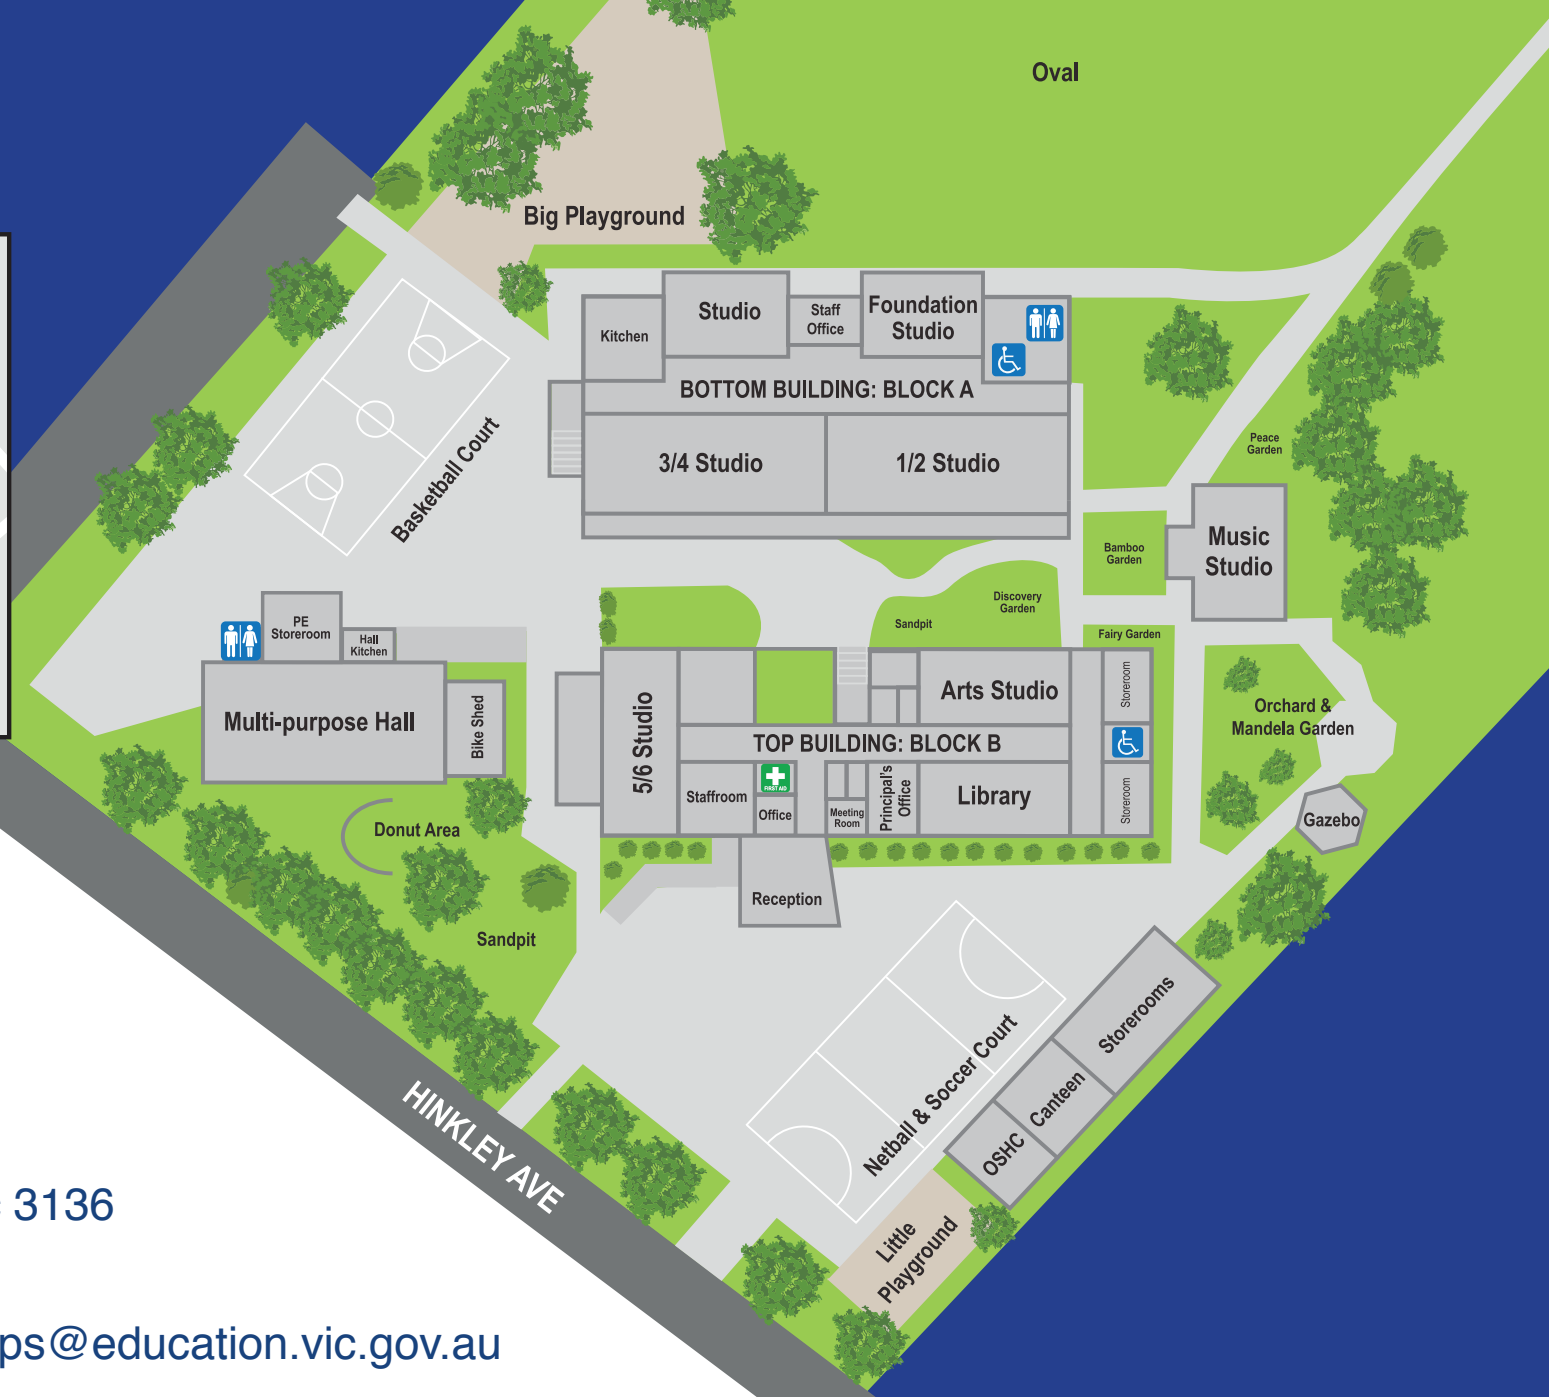 Oval
Big Playground
Studio
Staff
Office
Foundation
Studio
Kitchen
BOTTOM BUILDING: BLOCK A
3/4 Studio
1/2 Studio
Basketball Court
Peace
Garden
Music
Studio
Bamboo
Garden
Discovery
Garden
Sandpit
Fairy Garden
PE
Storeroom
Hall
Kitchen
Multi-purpose Hall
Bike Shed
5/6 Studio
Arts Studio
Storeroom
TOP BUILDING: BLOCK B
Staffroom
FIRST AID
Office
Meeting
Room
Principal's
Office
Library
Storeroom
Orchard &
Mandela Garden
Gazebo
Donut Area
Reception
Sandpit
Storerooms
Canteen
OSHC
Netball & Soccer Court
Little
Playground
HINKLEY AVE
3136
ps@education.vic.gov.au